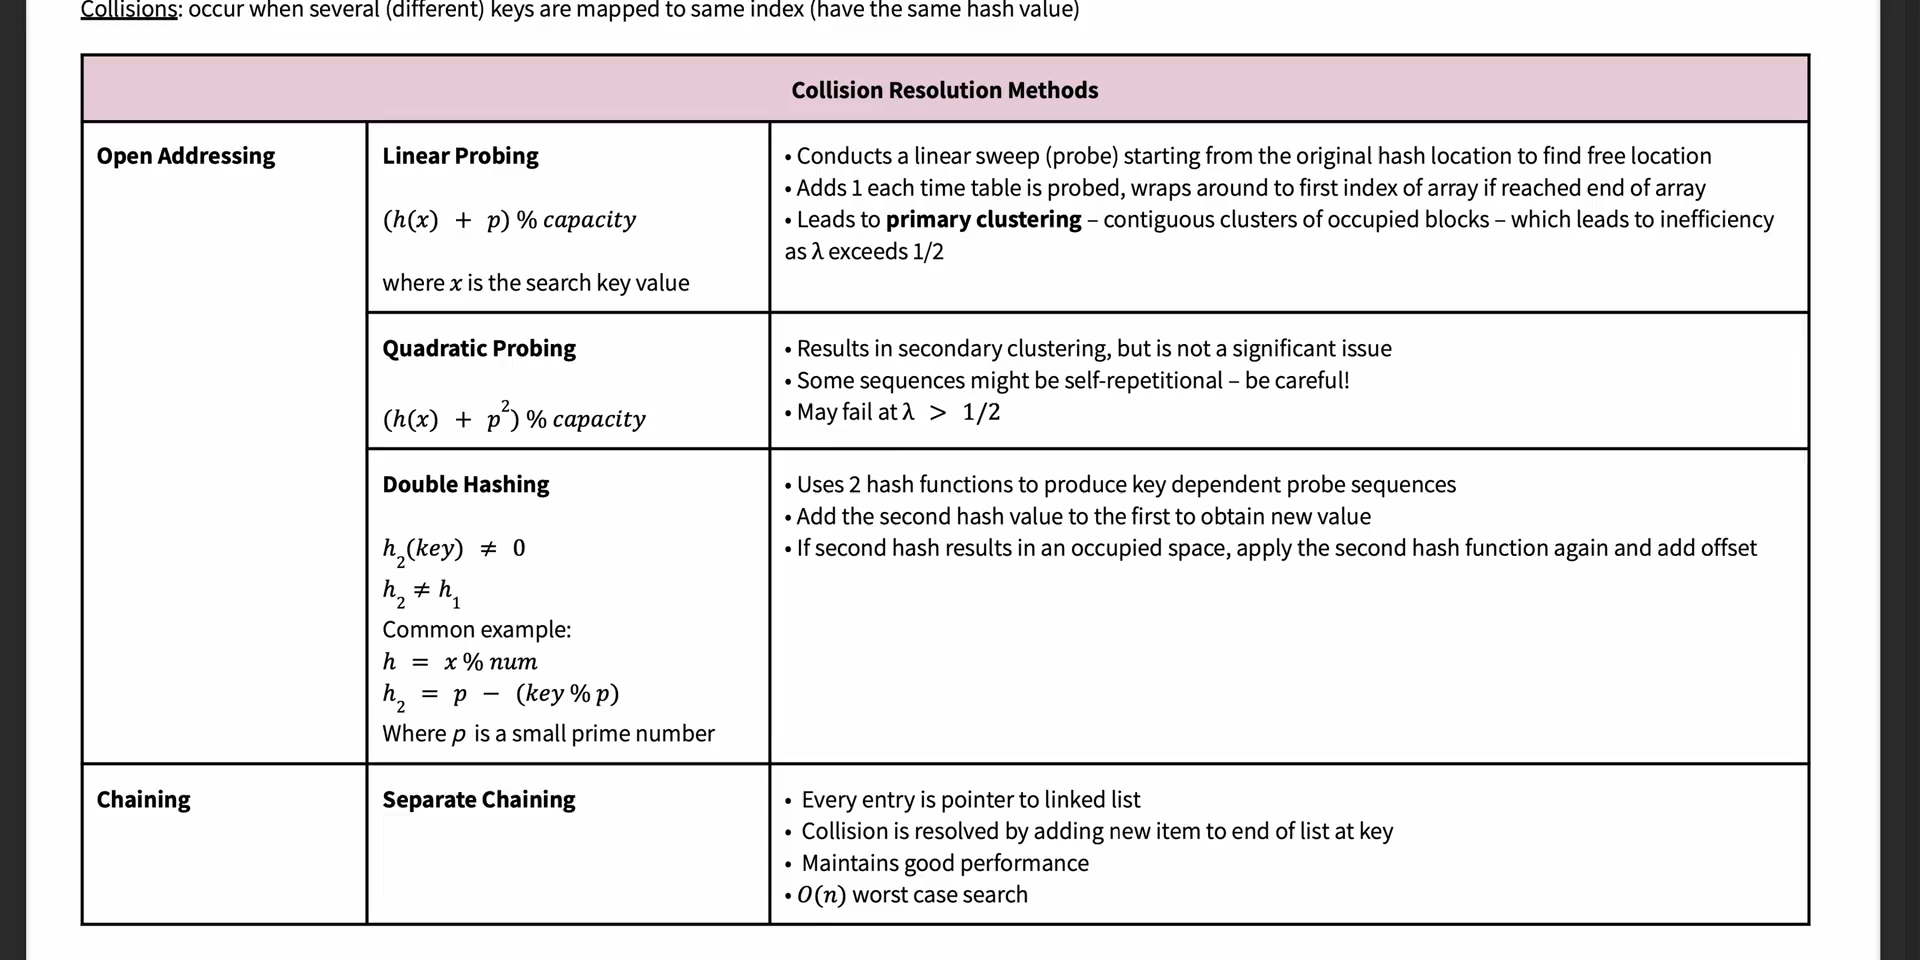 Collisions: occur when several (different) keys are mapped to same index (have the same hash value)
Collision Resolution Methods
Open Addressing
Linear Probing
(h(x) + p) % capacity
where x is the search key value
• Conducts a linear sweep (probe) starting from the original hash location to find free location
• Adds 1 each time table is probed, wraps around to first index of array if reached end of array
• Leads to primary clustering – contiguous clusters of occupied blocks – which leads to inefficiency
as λ exceeds 1/2
Quadratic Probing
(h(x) + p²) % capacity
• Results in secondary clustering, but is not a significant issue
• Some sequences might be self-repetitional – be careful!
• May fail at λ > 1/2
Double Hashing
h₂(key) ≠ 0
h₂ ≠ h₁
Common example:
h = x % num
h₂ = p − (key % p)
Where p is a small prime number
• Uses 2 hash functions to produce key dependent probe sequences
• Add the second hash value to the first to obtain new value
• If second hash results in an occupied space, apply the second hash function again and add offset
Chaining
Separate Chaining
• Every entry is pointer to linked list
• Collision is resolved by adding new item to end of list at key
• Maintains good performance
• O(n) worst case search